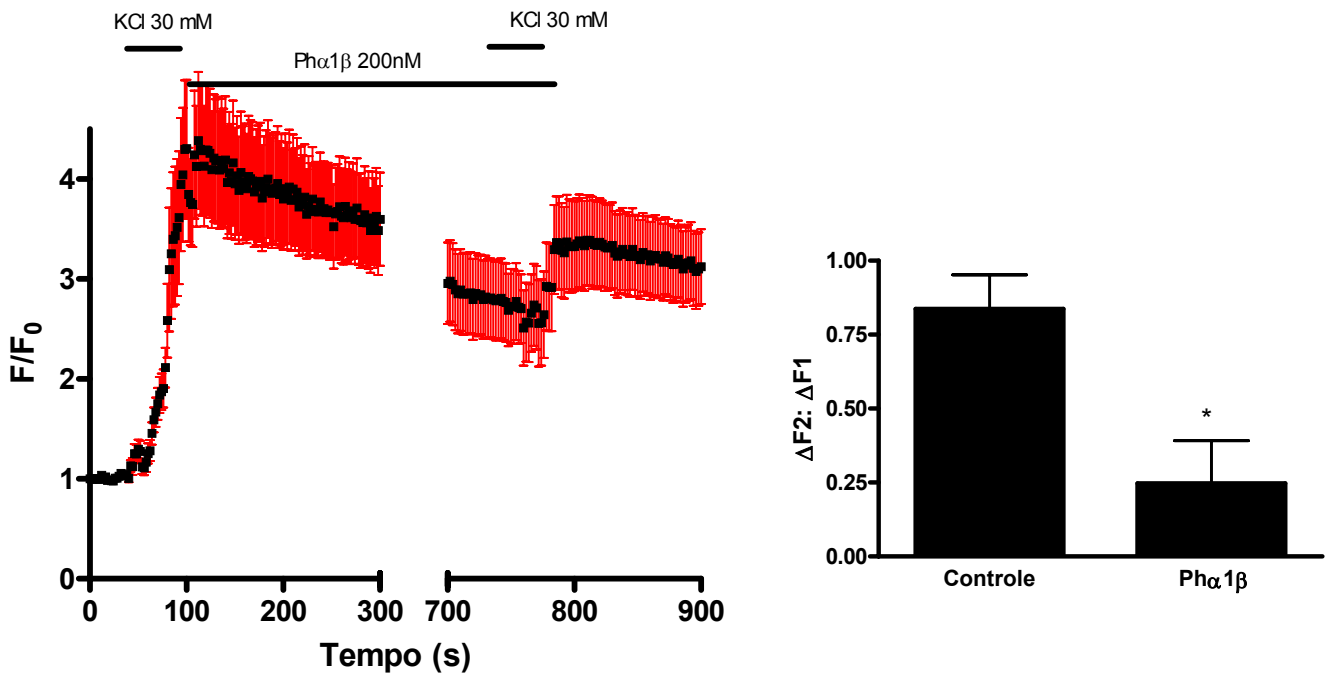 KCl 30 mM
KCl 30 mM
Phα1β 200nM
F/F0
4
3
2
1
0
0
100
200
300
700
800
900
Tempo (s)
ΔF2: ΔF1
1.00
0.75
0.50
0.25
0.00
*
Controle
Phα1β